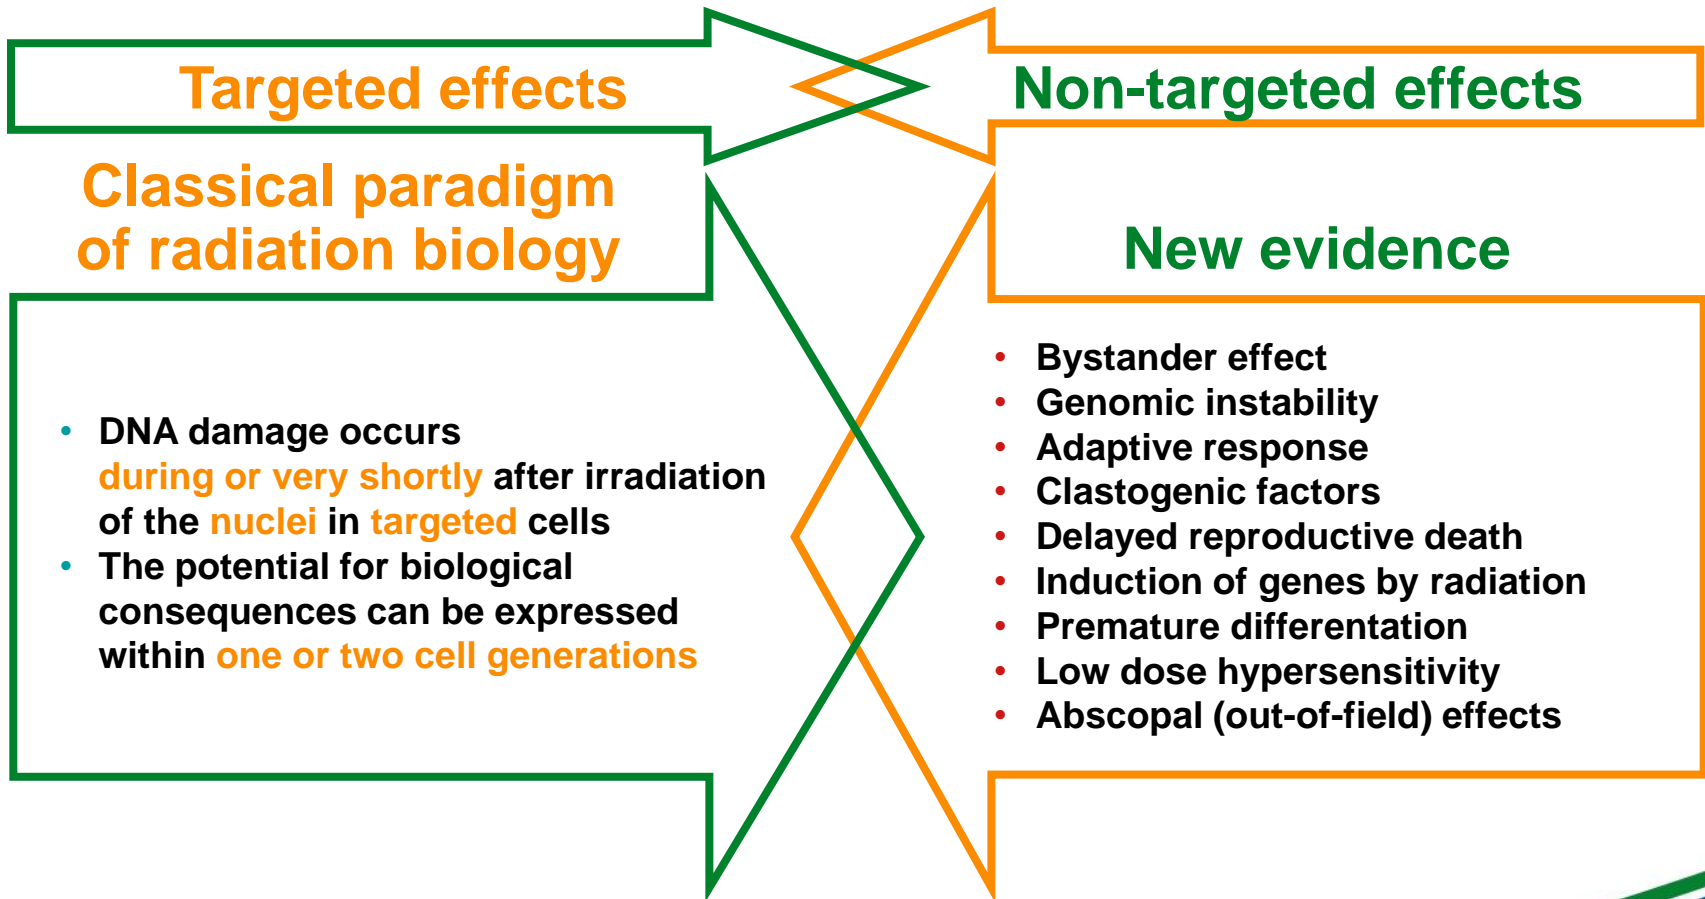 Targeted effects
Non-targeted effects
Classical paradigm
of radiation biology
New evidence
• DNA damage occurs
during or very shortly after irradiation
of the nuclei in targeted cells
• The potential for biological
consequences can be expressed
within one or two cell generations
• Bystander effect
• Genomic instability
• Adaptive response
• Clastogenic factors
• Delayed reproductive death
• Induction of genes by radiation
• Premature differentation
• Low dose hypersensitivity
• Abscopal (out-of-field) effects